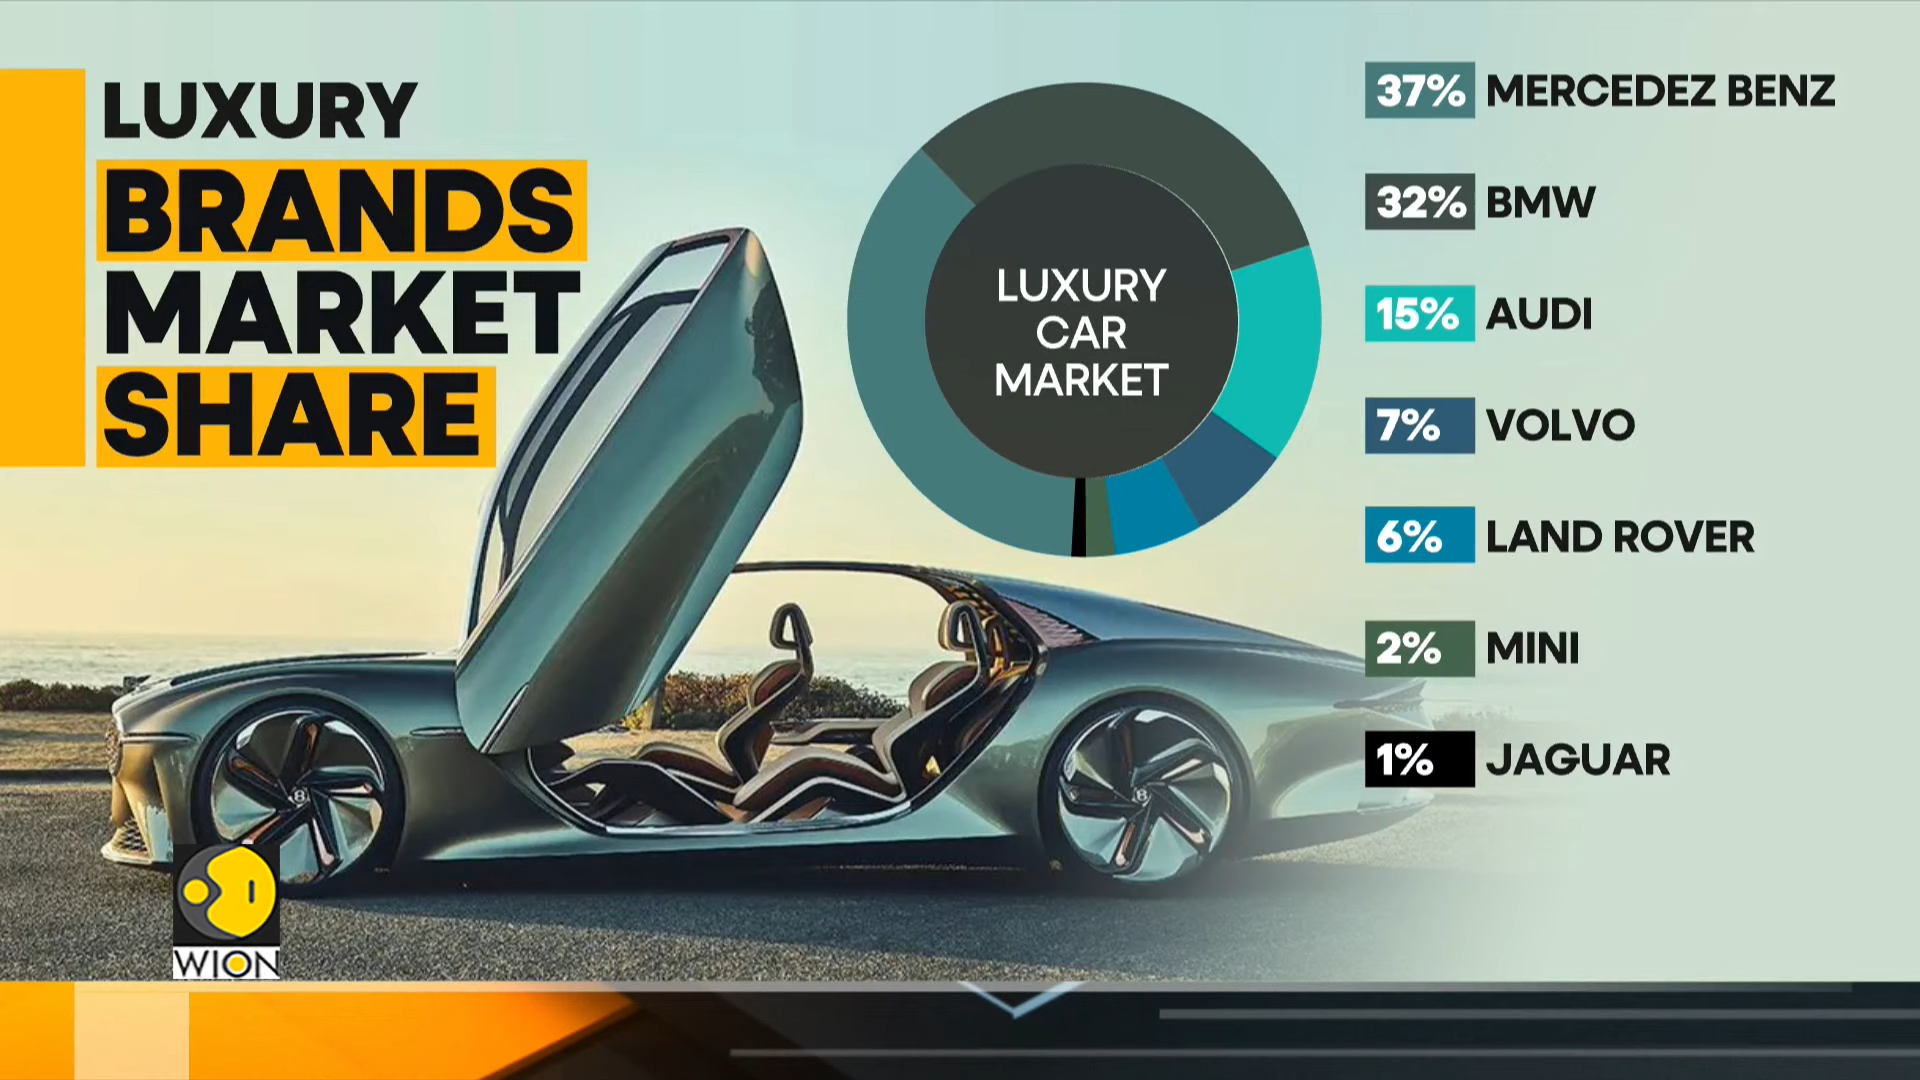 LUXURY
BRANDS
MARKET
SHARE
LUXURY
CAR
MARKET
37% MERCEDEZ BENZ
32% BMW
15% AUDI
7% VOLVO
6% LAND ROVER
2% MINI
1% JAGUAR
WION